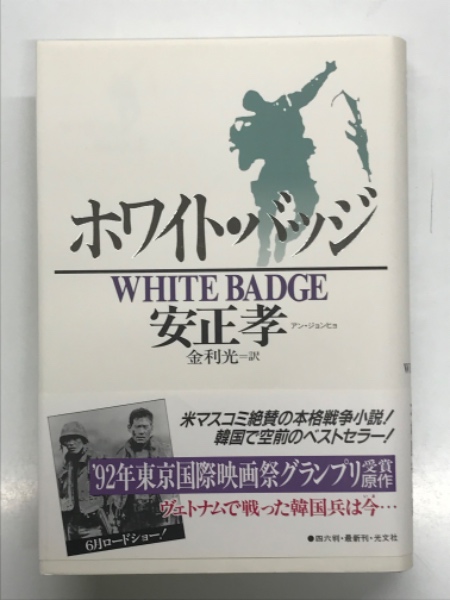 ホワイト・バッジ
WHITE BADGE
安正孝
アン・ジョンヒョ
金利光=訳
米マスコミ絶賛の本格戦争小説!
韓国で空前のベストセラー!
'92年東京国際映画祭グランプリ受賞原作
ヴェトナムで戦った韓国兵は今…
6月ロードショー!
●四六判・最新刊・光文社